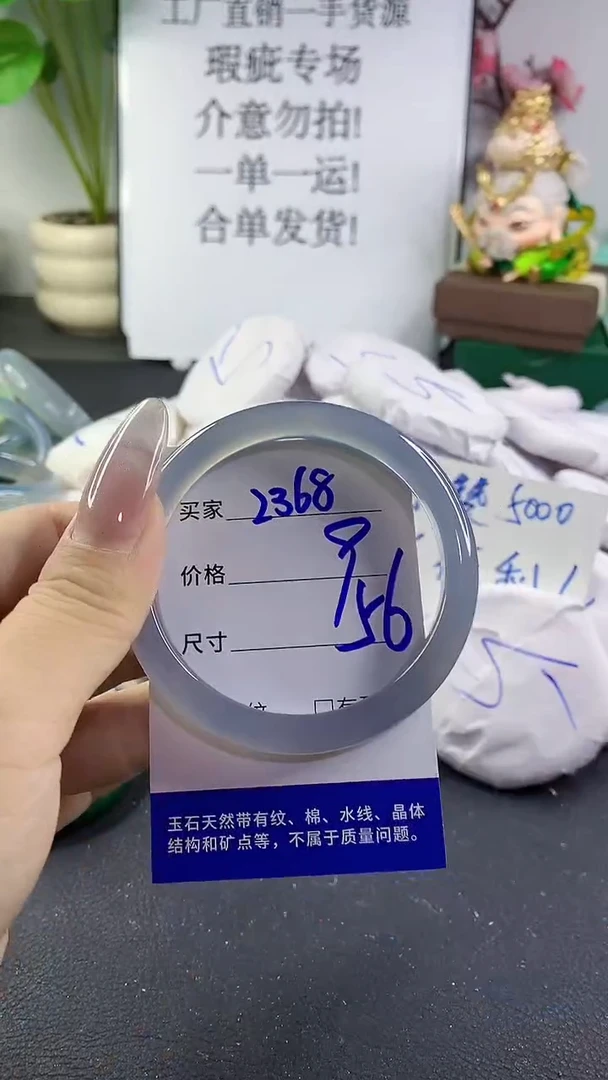 工厂直销一手货源
瑕疵专场
介意勿拍!
一单一运!
合单发货!
5000
买家 2368
价格
尺寸 56
玉石天然带有纹、棉、水线、晶体
结构和矿点等，不属于质量问题。